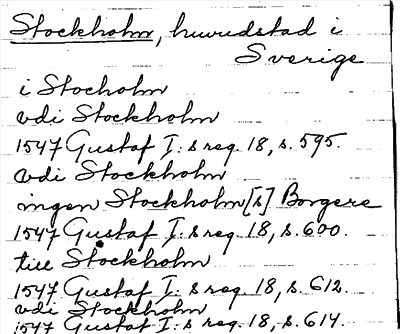 Stockholm, huvudstad i
Sverige
i Stocholm
vdi Stockholm
1547 Gustaf I: s reg. 18, s. 595.
vdi Stockholm
ingen Stockholm[s] Borgere
1547 Gustaf I: s reg. 18, s. 600.
till Stockholm
1547 Gustaf I: s reg. 18, s. 612.
vdi Stockholm
1547 Gustaf I: s reg. 18, s. 614.